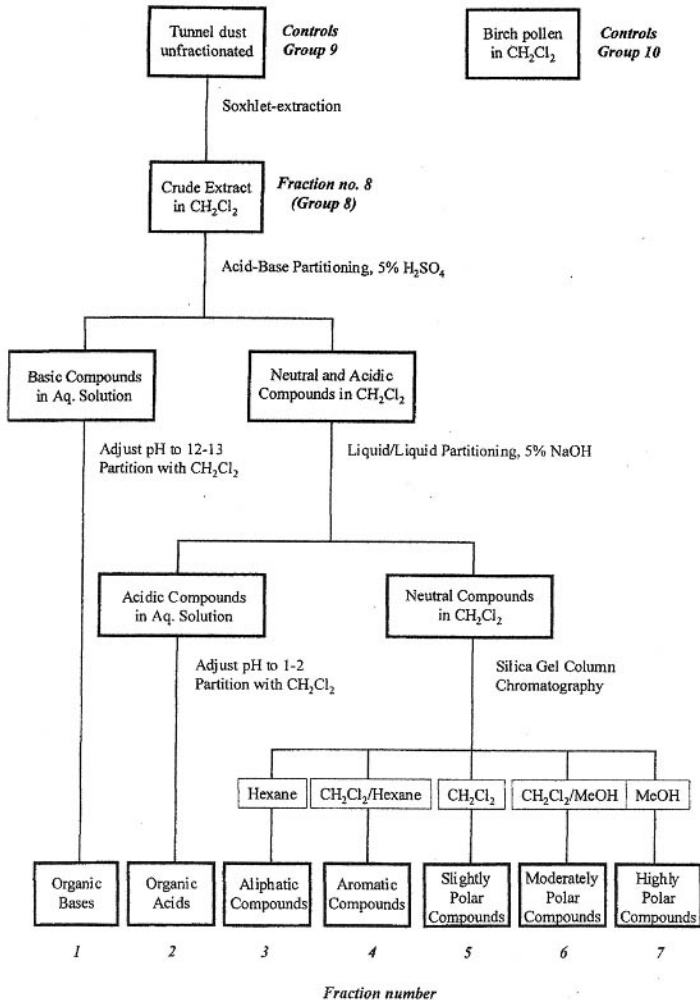 Tunnel dust
unfractionated
Controls
Group 9
Birch pollen
in CH₂Cl₂
Controls
Group 10
Soxhlet-extraction
Crude Extract
in CH₂Cl₂
Fraction no. 8
(Group 8)
Acid-Base Partitioning, 5% H₂SO₄
Basic Compounds
in Aq. Solution
Neutral and Acidic
Compounds in CH₂Cl₂
Adjust pH to 12-13
Partition with CH₂Cl₂
Liquid/Liquid Partitioning, 5% NaOH
Acidic Compounds
in Aq. Solution
Neutral Compounds
in CH₂Cl₂
Adjust pH to 1-2
Partition with CH₂Cl₂
Silica Gel Column
Chromatography
Hexane
CH₂Cl₂/Hexane
CH₂Cl₂
CH₂Cl₂/MeOH
MeOH
Organic
Bases
Organic
Acids
Aliphatic
Compounds
Aromatic
Compounds
Slightly
Polar
Compounds
Moderately
Polar
Compounds
Highly
Polar
Compounds
1 2 3 4 5 6 7
Fraction number